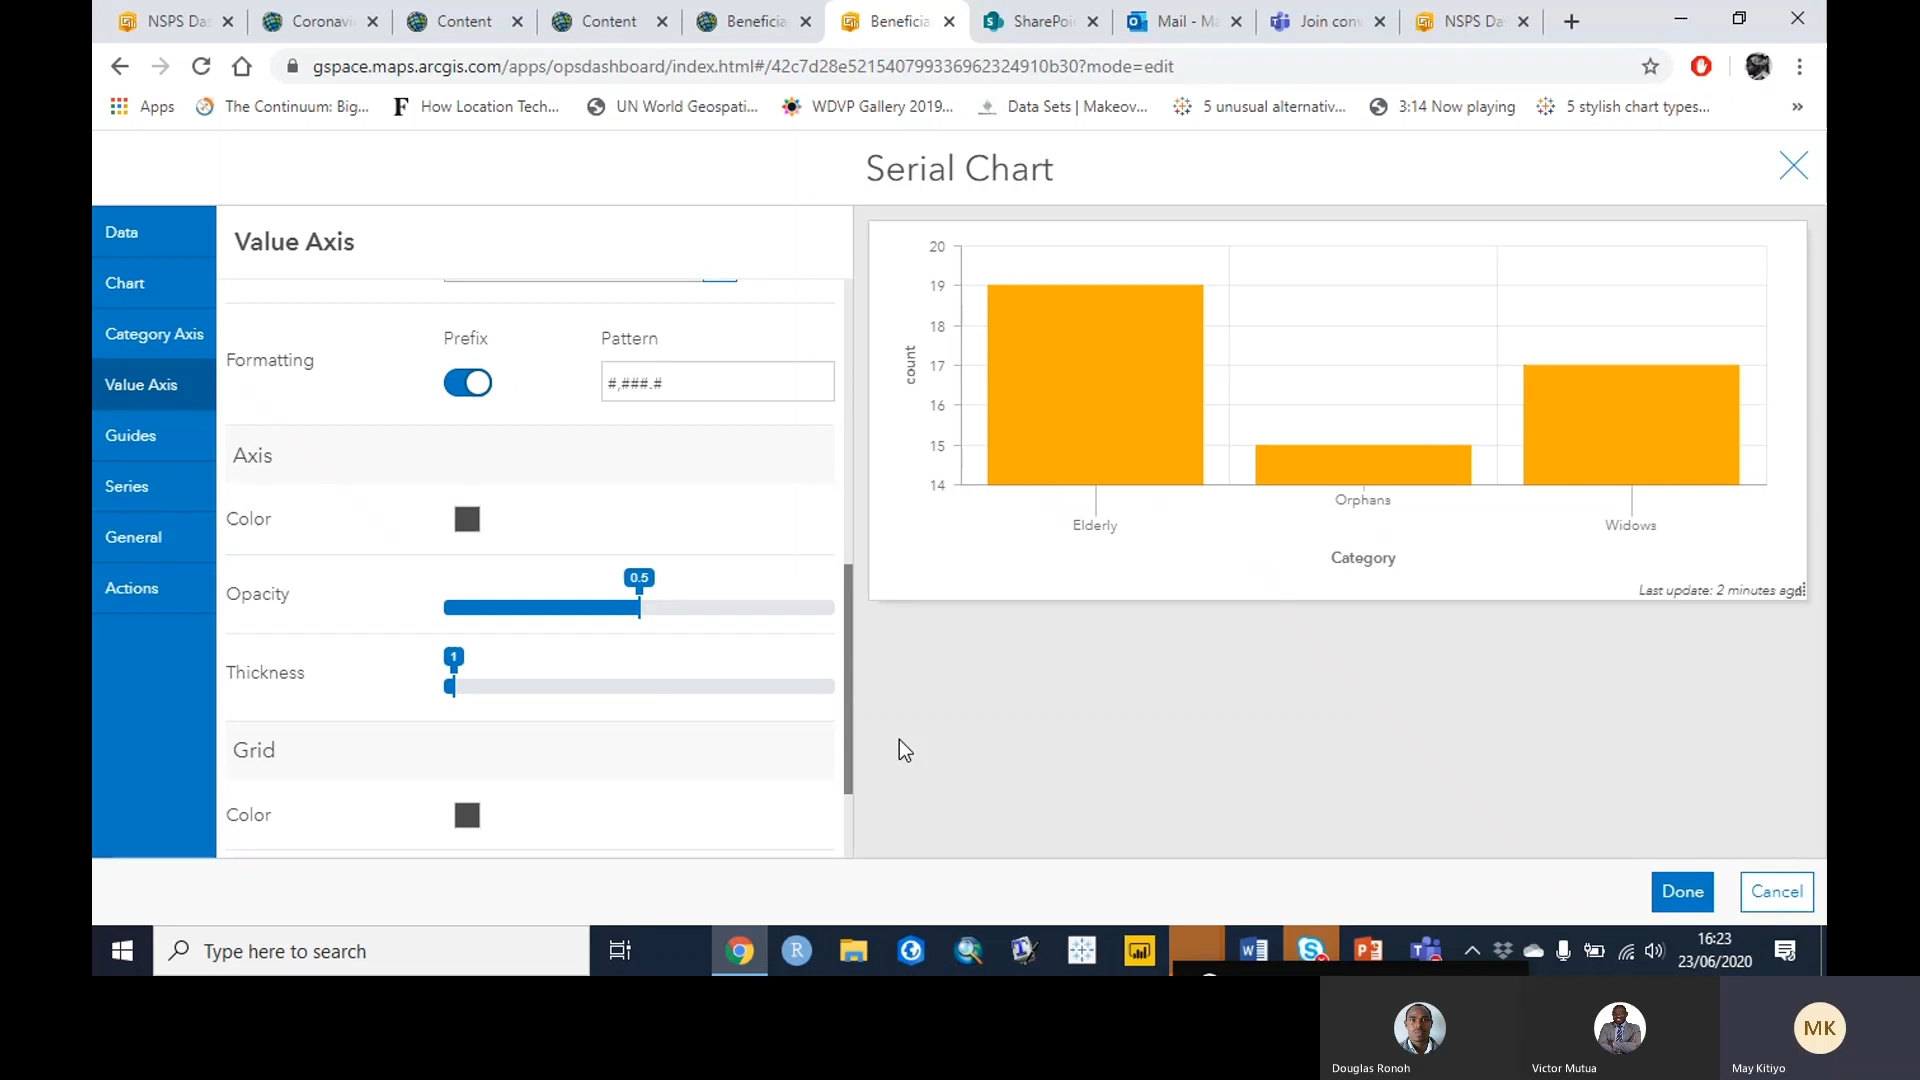 NSPS Da
Coronavi
Content
Content
Beneficia
Beneficia
SharePoi
Mail - Ma
Join con
NSPS Da
gspace.maps.arcgis.com/apps/opsdashboard/index.html#/42c7d28e521540799336962324910b30?mode=edit
Apps
The Continuum: Big...
How Location Tech...
UN World Geospati...
WDVP Gallery 2019...
Data Sets | Makeov...
5 unusual alternativ...
3:14 Now playing
5 stylish chart types...
Serial Chart
Data
Chart
Category Axis
Value Axis
Guides
Series
General
Actions
Value Axis
Prefix
Pattern
Formatting
#,###.#
Axis
Color
0.5
Opacity
1
Thickness
Grid
Color
20
19
18
17
16
15
14
count
Orphans
Elderly
Widows
Category
Last update: 2 minutes ago
Done
Cancel
Type here to search
16:23
23/06/2020
MK
Douglas Ronoh
Victor Mutua
May Kitiyo